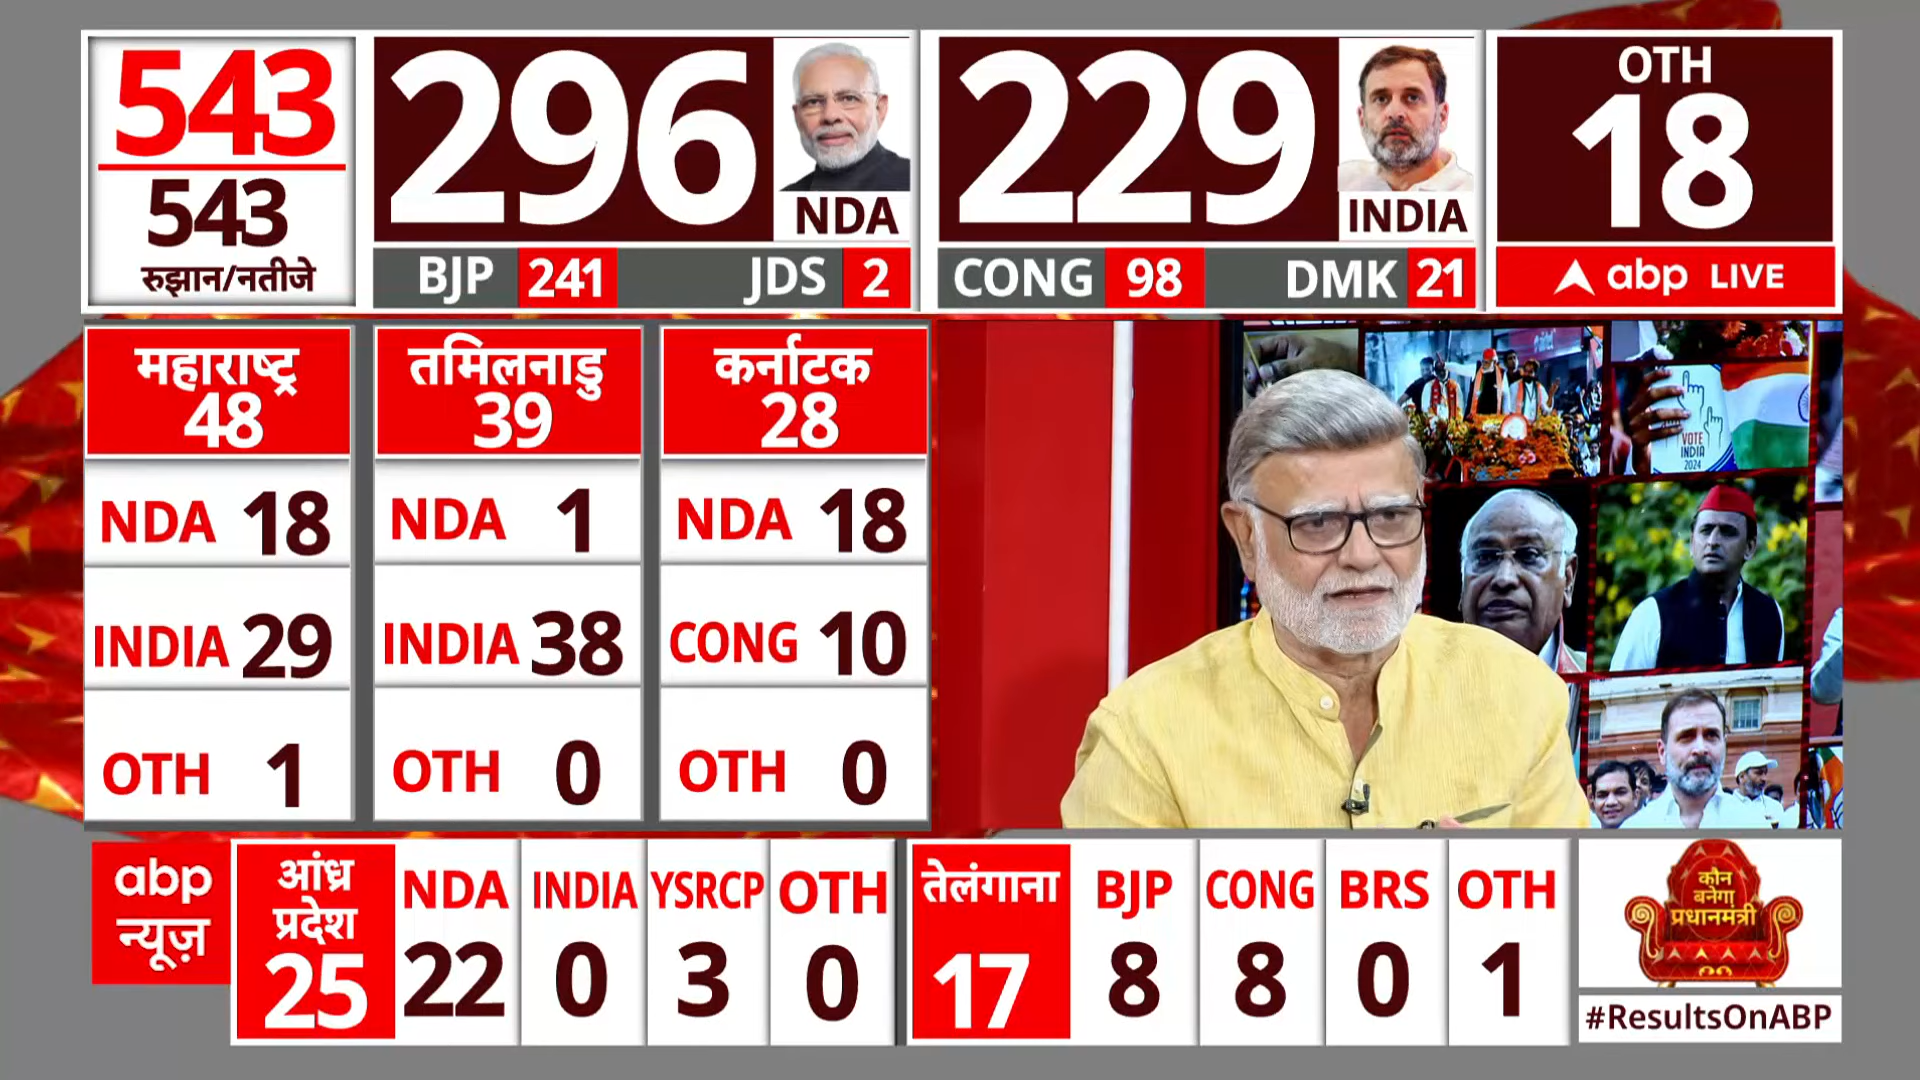 543
543
रुझान/नतीजे
296
NDA
BJP 241 JDS 2
229
INDIA
CONG 98 DMK 21
OTH
18
abp LIVE
महाराष्ट्र
48
NDA 18
INDIA 29
OTH 1
तमिलनाडु
39
NDA 1
INDIA 38
OTH 0
कर्नाटक
28
NDA 18
CONG 10
OTH 0
VOTE
INDIA
2024
abp
न्यूज़
आंध्र
प्रदेश
25
NDA INDIA YSRCP OTH
22 0 3 0
तेलंगाना
17
BJP CONG BRS OTH
8 8 0 1
कौन
बनेगा
प्रधानमंत्री
#ResultsOnABP